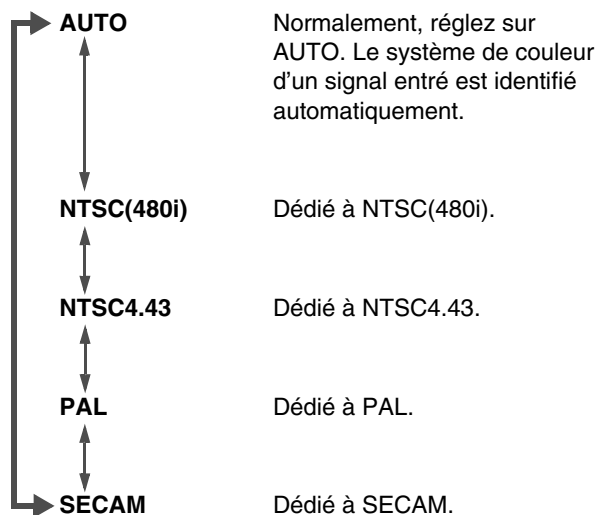 AUTO Normalement, réglez sur
AUTO. Le système de couleur
d'un signal entré est identifié
automatiquement.
NTSC(480i) Dédié à NTSC(480i).
NTSC4.43 Dédié à NTSC4.43.
PAL Dédié à PAL.
SECAM Dédié à SECAM.